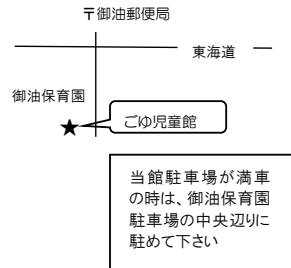 〒御油郵便局
東海道
御油保育園
ごゆ児童館
当館駐車場が満車
の時は、御油保育園
駐車場の中央辺りに
駐めて下さい